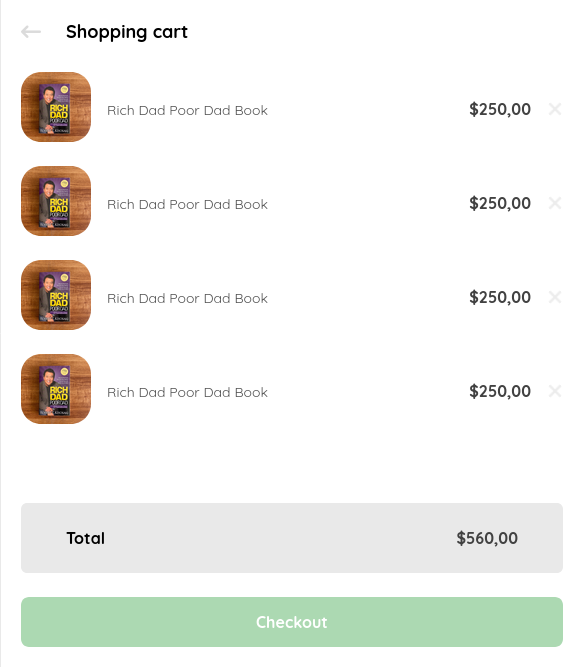 Shopping cart
RICH
DAD
POOR DAD
Rich Dad Poor Dad Book
$250,00
RICH
DAD
POOR DAD
Rich Dad Poor Dad Book
$250,00
RICH
DAD
POOR DAD
Rich Dad Poor Dad Book
$250,00
RICH
DAD
POOR DAD
Rich Dad Poor Dad Book
$250,00
Total
$560,00
Checkout